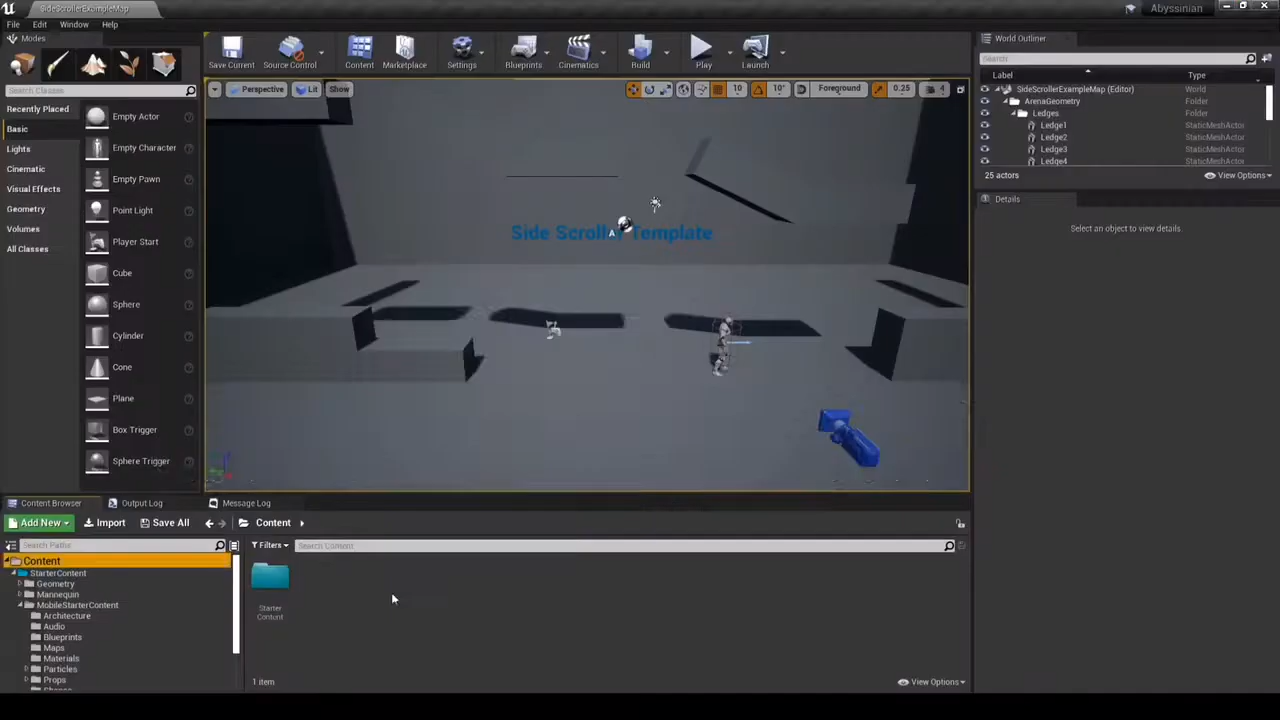 SideScrollerExampleMap
Abyssinian
File Edit Window Help
Modes
Search Classes
Recently Placed
Basic
Lights
Cinematic
Visual Effects
Geometry
Volumes
All Classes
Empty Actor
Empty Character
Empty Pawn
Point Light
Player Start
Cube
Sphere
Cylinder
Cone
Plane
Box Trigger
Sphere Trigger
Save Current Source Control Content Marketplace Settings Blueprints Cinematics Build Play Launch
Perspective Lit Show
10 10° Foreground 0.25 4
Side Scroller Template
World Outliner
Search
Label Type
SideScrollerExampleMap (Editor) World
ArenaGeometry Folder
Ledges Folder
Ledge1 StaticMeshActor
Ledge2 StaticMeshActor
Ledge3 StaticMeshActor
Ledge4 StaticMeshActor
25 actors View Options
Details
Select an object to view details.
Content Browser Output Log Message Log
Add New Import Save All Content
Search Paths
Filters Search Content
Content
StarterContent
Geometry
Mannequin
MobileStarterContent
Architecture
Audio
Blueprints
Maps
Materials
Particles
Props
Starter
Content
1 item View Options